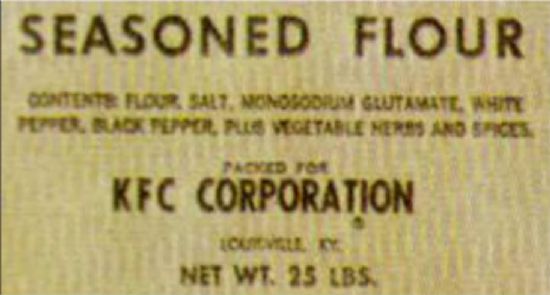 SEASONED FLOUR
CONTENTS: FLOUR, SALT, MONOSODIUM GLUTAMATE, WHITE
PEPPER, BLACK PEPPER, PLUS VEGETABLE HERBS AND SPICES.
PACKED FOR
KFC CORPORATION
®
LOUISVILLE, KY.
NET WT. 25 LBS.